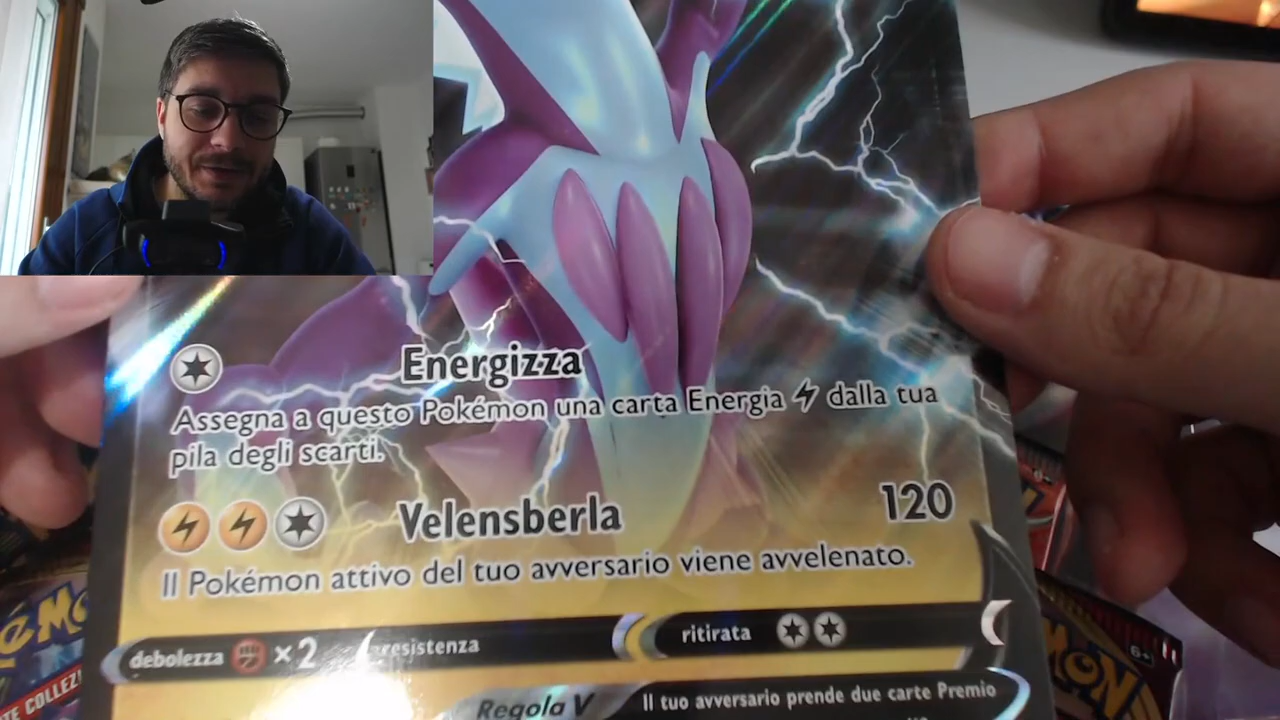 Energizza
Assegna a questo Pokémon una carta Energia dalla tua
pila degli scarti.
Velensberla 120
Il Pokémon attivo del tuo avversario viene avvelenato.
debolezza ×2 resistenza ritirata
Regola V Il tuo avversario prende due carte Premio
6+